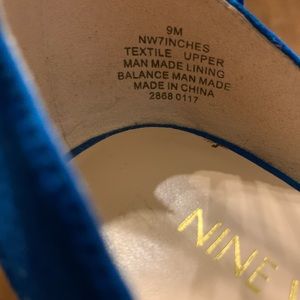 9M
NW7INCHES
TEXTILE UPPER
MAN MADE LINING
BALANCE MAN MADE
MADE IN CHINA
2868 0117
NINE